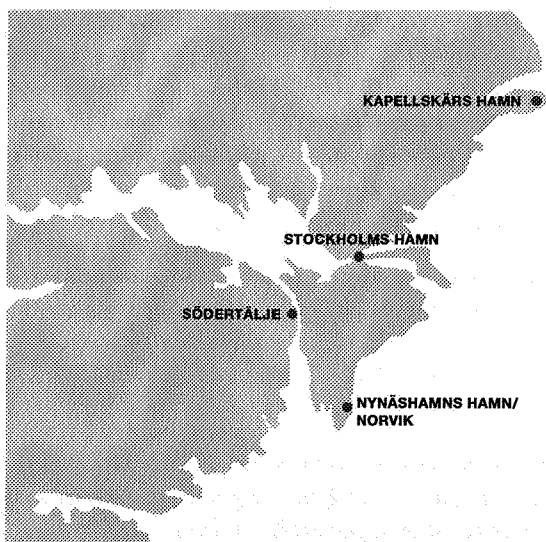 KAPELLSKÄRS HAMN
STOCKHOLMS HAMN
SÖDERTÄLJE
NYNÄSHAMNS HAMN/
NORVIK